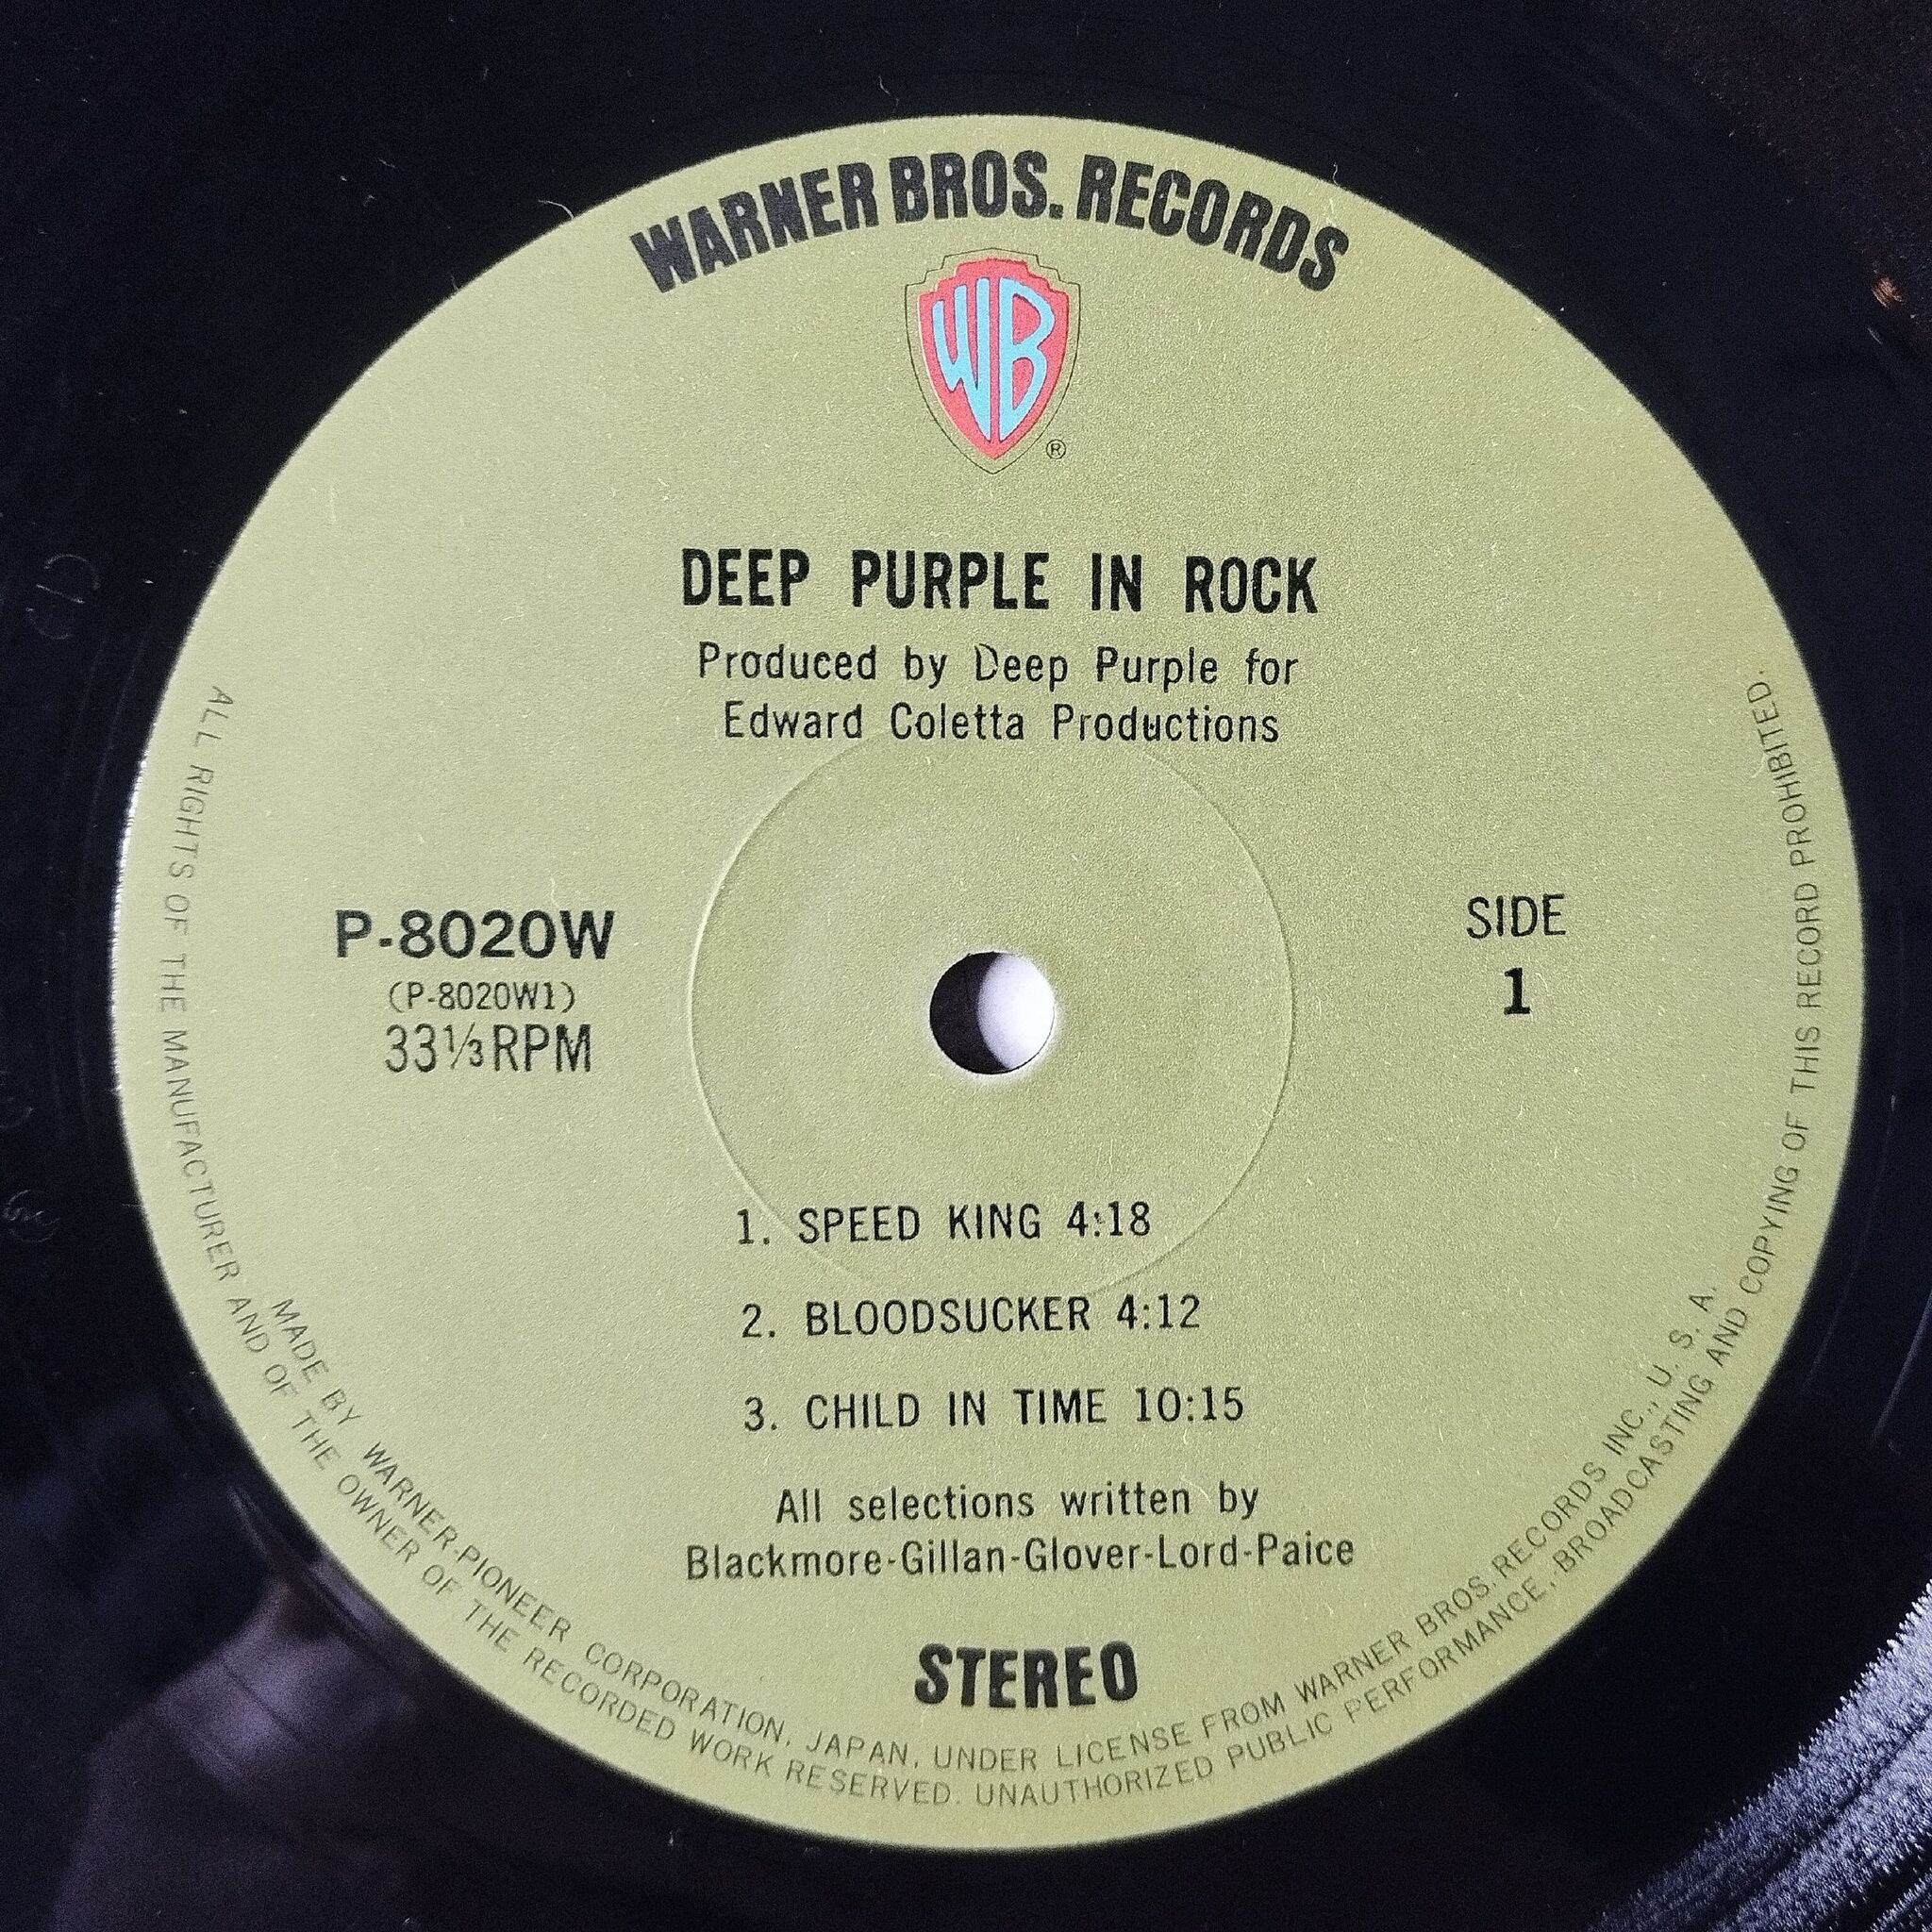 WARNER BROS. RECORDS
WB
®
DEEP PURPLE IN ROCK
Produced by Deep Purple for
Edward Coletta Productions
P-8020W
(P-8020W1)
33⅓RPM
SIDE
1
1. SPEED KING 4:18
2. BLOODSUCKER 4:12
3. CHILD IN TIME 10:15
All selections written by
Blackmore-Gillan-Glover-Lord-Paice
STEREO
MADE BY WARNER-PIONEER CORPORATION, JAPAN, UNDER LICENSE FROM WARNER BROS. RECORDS INC., U. S. A.
ALL RIGHTS OF THE MANUFACTURER AND OF THE OWNER OF THE RECORDED WORK RESERVED. UNAUTHORIZED PUBLIC PERFORMANCE, BROADCASTING AND COPYING OF THIS RECORD PROHIBITED.